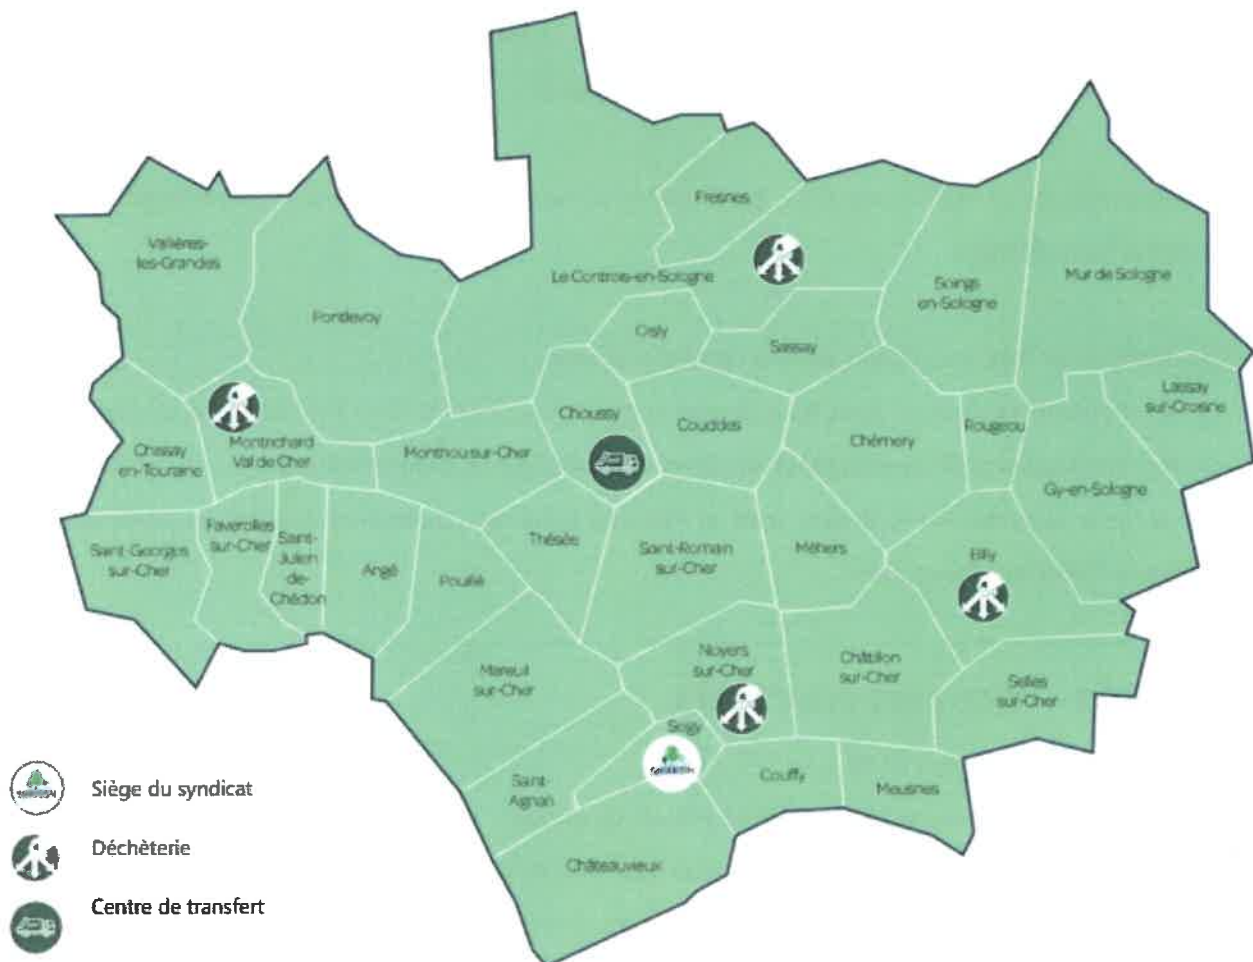 Fresnes
Vallières-
les-Grandes
Le Controis-en-Sologne
Soings
en-Sologne
Mur de Sologne
Pontlevoy
Oisly
Sassay
Lassay
sur-Croisne
Choussy
Couddes
Chémery
Rougeou
Montrichard
Val de Cher
Monthou-sur-Cher
Chissay
en-Touraine
Gy-en-Sologne
Faverolles
sur-Cher
Saint-
Julien
de-
Chédon
Saint-Georges
sur-Cher
Angé
Pouillé
Thésée
Saint-Romain
sur-Cher
Méhers
Billy
Mareuil
sur-Cher
Noyers
sur-Cher
Châtillon
sur-Cher
Selles
sur-Cher
Seigy
Saint-
Agnan
Couffy
Meusnes
Châteauvieux
Siège du syndicat
Déchèterie
Centre de transfert